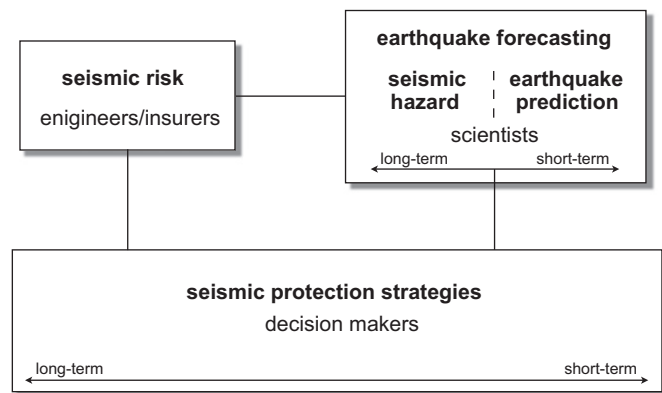 seismic risk
enigineers/insurers
earthquake forecasting
seismic hazard
earthquake prediction
scientists
long-term short-term
seismic protection strategies
decision makers
long-term short-term